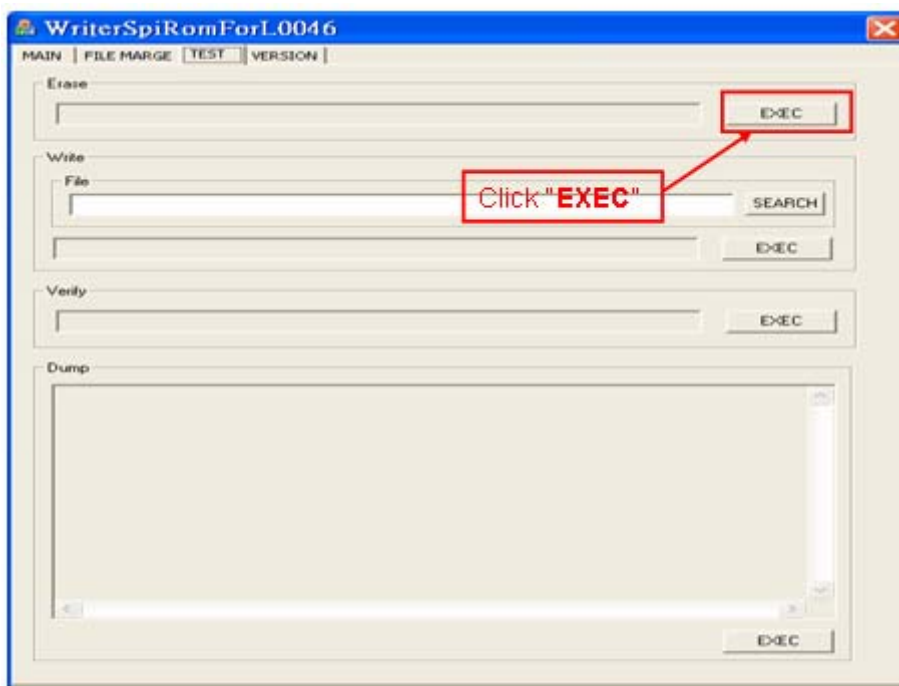 WriterSpiRomForL0046
MAIN FILE MARGE TEST VERSION
Erase
EXEC
Write
File
Click "EXEC"
SEARCH
EXEC
Verify
EXEC
Dump
EXEC